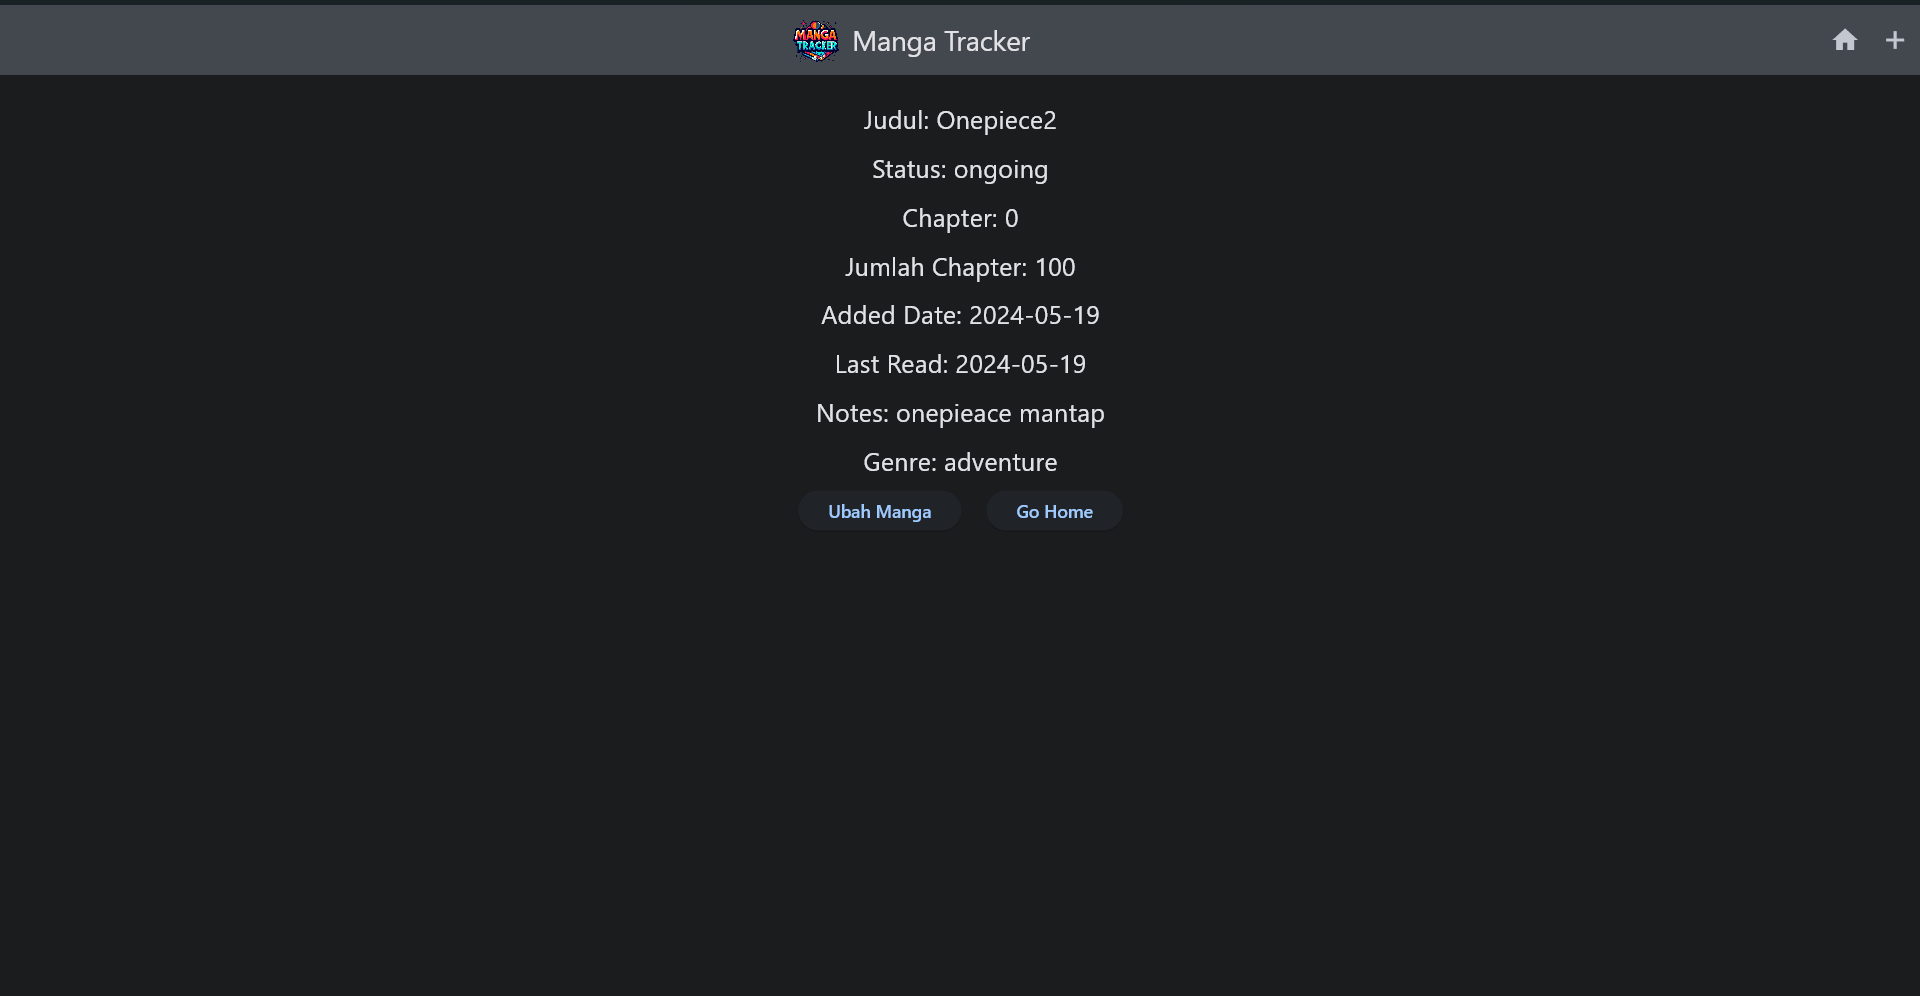 MANGA
TRACKER
Manga Tracker
Judul: Onepiece2
Status: ongoing
Chapter: 0
Jumlah Chapter: 100
Added Date: 2024-05-19
Last Read: 2024-05-19
Notes: onepieace mantap
Genre: adventure
Ubah Manga
Go Home